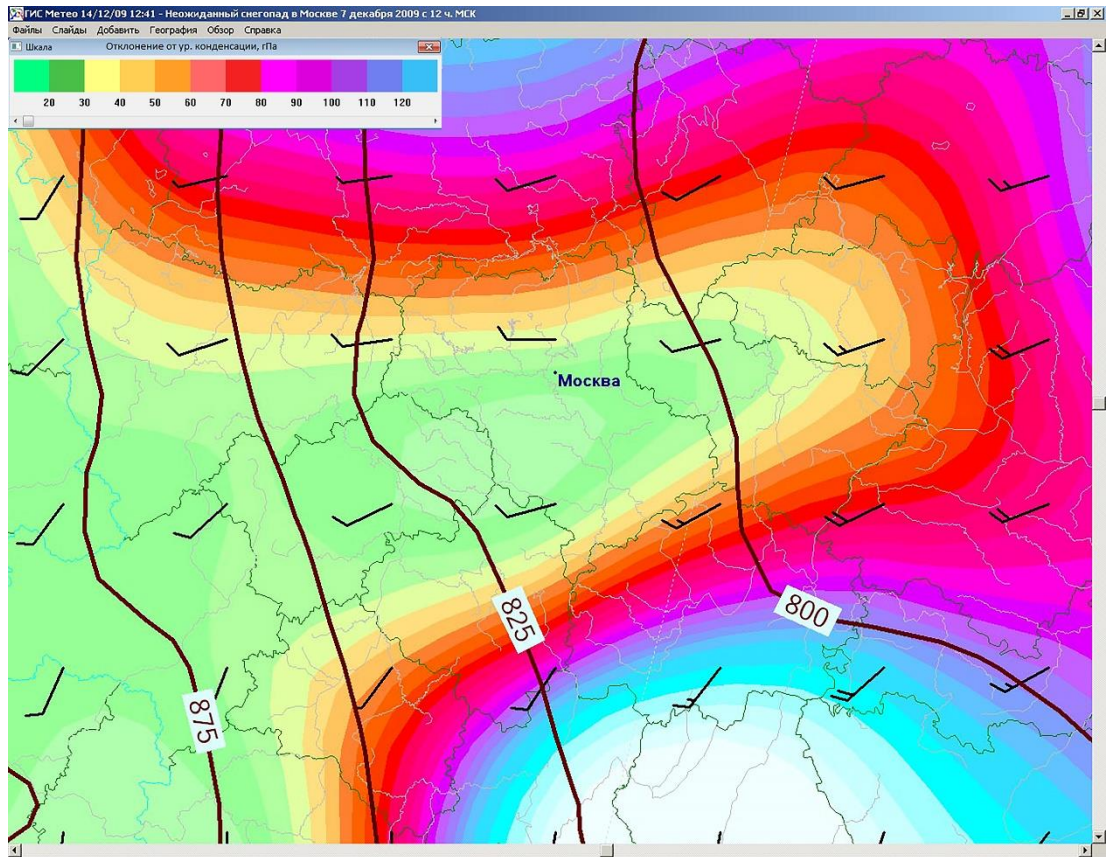 ГИС Метео 14/12/09 12:41 - Неожиданный снегопад в Москве 7 декабря 2009 с 12 ч. МСК
Файлы Слайды Добавить География Обзор Справка
Шкала Отклонение от ур. конденсации, гПа
20 30 40 50 60 70 80 90 100 110 120
Москва
825
800
875